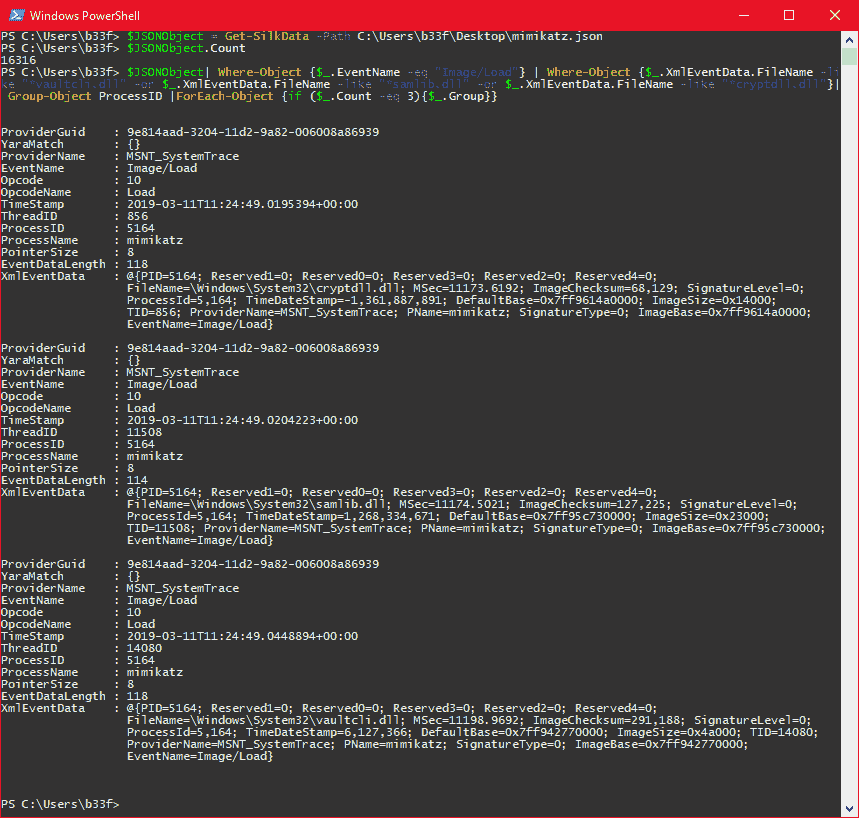 Windows PowerShell
PS C:\Users\b33f> $JSONObject = Get-SilkData -Path C:\Users\b33f\Desktop\mimikatz.json
PS C:\Users\b33f> $JSONObject.Count
16316
PS C:\Users\b33f> $JSONObject| Where-Object {$_.EventName -eq "Image/Load"} | Where-Object {$_.XmlEventData.FileName -li
ke "*vaultcli.dll" -or $_.XmlEventData.FileName -like "*samlib.dll" -or $_.XmlEventData.FileName -like "*cryptdll.dll"}|
 Group-Object ProcessID |ForEach-Object {if ($_.Count -eq 3){$_.Group}}
ProviderGuid    : 9e814aad-3204-11d2-9a82-006008a86939
YaraMatch       : {}
ProviderName    : MSNT_SystemTrace
EventName       : Image/Load
Opcode          : 10
OpcodeName      : Load
TimeStamp       : 2019-03-11T11:24:49.0195394+00:00
ThreadID        : 856
ProcessID       : 5164
ProcessName     : mimikatz
PointerSize     : 8
EventDataLength : 118
XmlEventData    : @{PID=5164; Reserved1=0; Reserved0=0; Reserved3=0; Reserved2=0; Reserved4=0;
FileName=\Windows\System32\cryptdll.dll; MSec=11173.6192; ImageChecksum=68,129; SignatureLevel=0;
ProcessId=5,164; TimeDateStamp=-1,361,887,891; DefaultBase=0x7ff9614a0000; ImageSize=0x14000;
TID=856; ProviderName=MSNT_SystemTrace; PName=mimikatz; SignatureType=0; ImageBase=0x7ff9614a0000;
EventName=Image/Load}
ProviderGuid    : 9e814aad-3204-11d2-9a82-006008a86939
YaraMatch       : {}
ProviderName    : MSNT_SystemTrace
EventName       : Image/Load
Opcode          : 10
OpcodeName      : Load
TimeStamp       : 2019-03-11T11:24:49.0204223+00:00
ThreadID        : 11508
ProcessID       : 5164
ProcessName     : mimikatz
PointerSize     : 8
EventDataLength : 114
XmlEventData    : @{PID=5164; Reserved1=0; Reserved0=0; Reserved3=0; Reserved2=0; Reserved4=0;
FileName=\Windows\System32\samlib.dll; MSec=11174.5021; ImageChecksum=127,225; SignatureLevel=0;
ProcessId=5,164; TimeDateStamp=1,268,334,671; DefaultBase=0x7ff95c730000; ImageSize=0x23000;
TID=11508; ProviderName=MSNT_SystemTrace; PName=mimikatz; SignatureType=0; ImageBase=0x7ff95c730000;
EventName=Image/Load}
ProviderGuid    : 9e814aad-3204-11d2-9a82-006008a86939
YaraMatch       : {}
ProviderName    : MSNT_SystemTrace
EventName       : Image/Load
Opcode          : 10
OpcodeName      : Load
TimeStamp       : 2019-03-11T11:24:49.0448894+00:00
ThreadID        : 14080
ProcessID       : 5164
ProcessName     : mimikatz
PointerSize     : 8
EventDataLength : 118
XmlEventData    : @{PID=5164; Reserved1=0; Reserved0=0; Reserved3=0; Reserved2=0; Reserved4=0;
FileName=\Windows\System32\vaultcli.dll; MSec=11198.9692; ImageChecksum=291,188; SignatureLevel=0;
ProcessId=5,164; TimeDateStamp=6,127,366; DefaultBase=0x7ff942770000; ImageSize=0x4a000; TID=14080;
ProviderName=MSNT_SystemTrace; PName=mimikatz; SignatureType=0; ImageBase=0x7ff942770000;
EventName=Image/Load}
PS C:\Users\b33f>